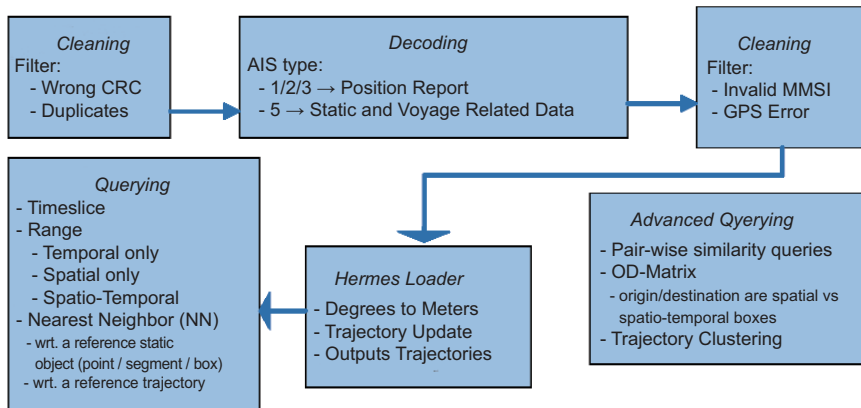 Cleaning
Filter:
- Wrong CRC
- Duplicates
Decoding
AIS type:
- 1/2/3 → Position Report
- 5 → Static and Voyage Related Data
Cleaning
Filter:
- Invalid MMSI
- GPS Error
Querying
- Timeslice
- Range
- Temporal only
- Spatial only
- Spatio-Temporal
- Nearest Neighbor (NN)
- wrt. a reference static
object (point / segment / box)
- wrt. a reference trajectory
Hermes Loader
- Degrees to Meters
- Trajectory Update
- Outputs Trajectories
Advanced Qyerying
- Pair-wise similarity queries
- OD-Matrix
- origin/destination are spatial vs
spatio-temporal boxes
- Trajectory Clustering